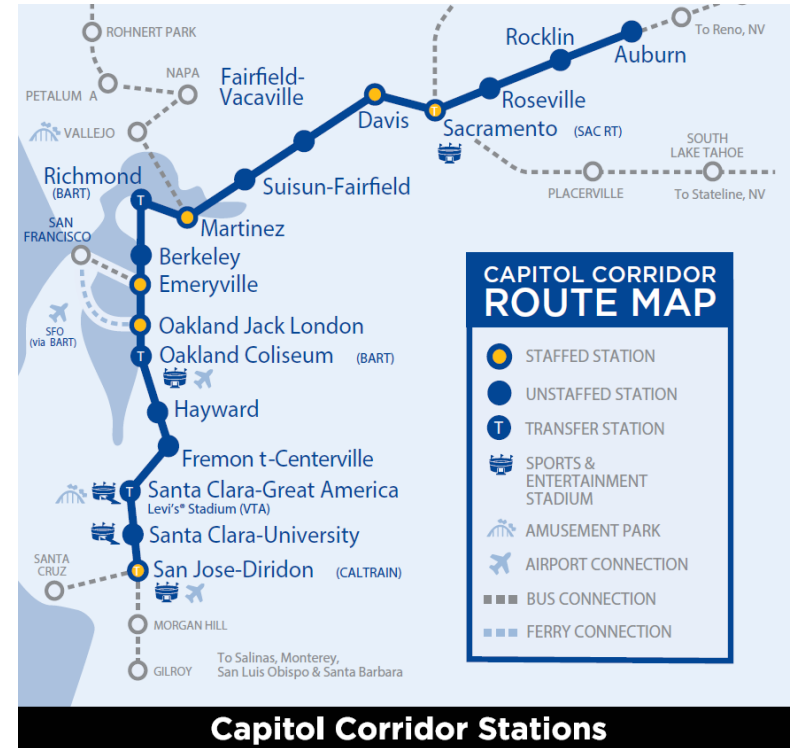 ROHNERT PARK
To Reno, NV
Rocklin
Auburn
NAPA
Fairfield-
Vacaville
PETALUM A
Roseville
Davis
VALLEJO
Sacramento (SAC RT)
SOUTH
LAKE TAHOE
Richmond
(BART)
Suisun-Fairfield
PLACERVILLE
To Stateline, NV
SAN
FRANCISCO
Martinez
Berkeley
Emeryville
SFO
(via BART)
Oakland Jack London
Oakland Coliseum (BART)
Hayward
Fremon t-Centerville
Santa Clara-Great America
Levi's® Stadium (VTA)
Santa Clara-University
SANTA
CRUZ
San Jose-Diridon (CALTRAIN)
MORGAN HILL
GILROY
To Salinas, Monterey,
San Luis Obispo & Santa Barbara
CAPITOL CORRIDOR
ROUTE MAP
STAFFED STATION
UNSTAFFED STATION
T TRANSFER STATION
SPORTS &
ENTERTAINMENT
STADIUM
AMUSEMENT PARK
AIRPORT CONNECTION
BUS CONNECTION
FERRY CONNECTION
T
T
T
T
T
Capitol Corridor Stations